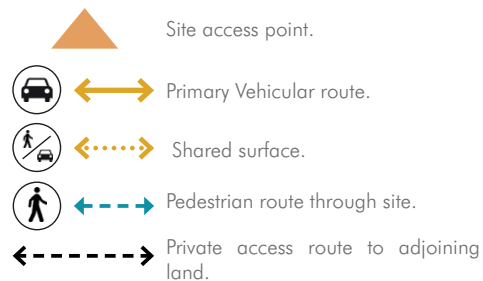 Site access point.
Primary Vehicular route.
Shared surface.
Pedestrian route through site.
Private access route to adjoining
land.